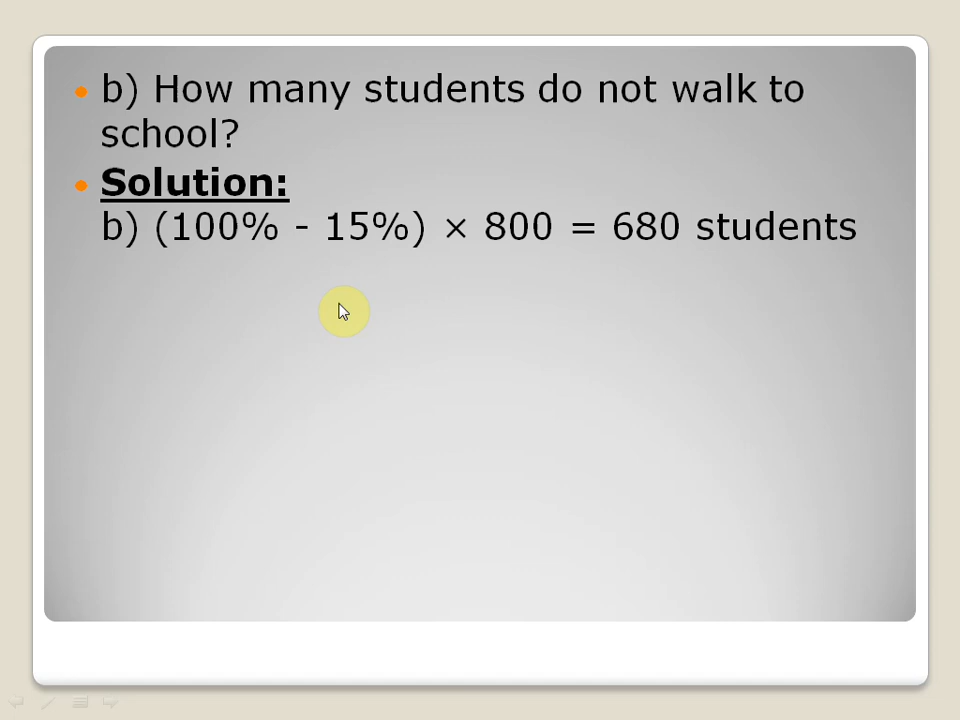 b) How many students do not walk to
school?
Solution:
b) (100% - 15%) × 800 = 680 students